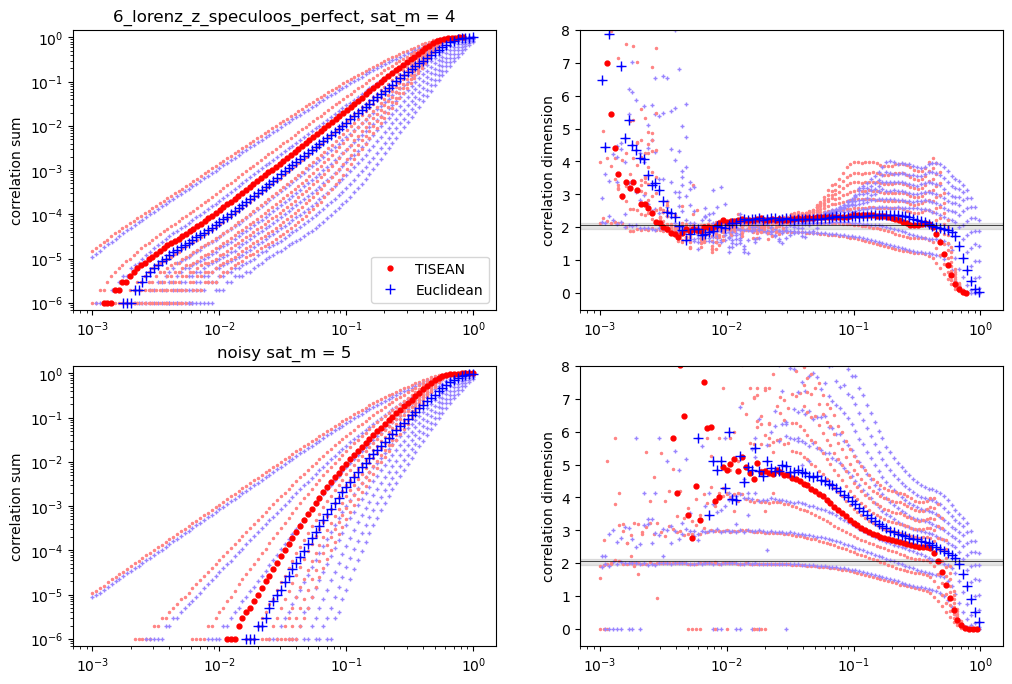 6_lorenz_z_speculoos_perfect, sat_m = 4
correlation sum
10⁰
10⁻¹
10⁻²
10⁻³
10⁻⁴
10⁻⁵
10⁻⁶
TISEAN
Euclidean
10⁻³ 10⁻² 10⁻¹ 10⁰
correlation dimension
8
7
6
5
4
3
2
1
0
10⁻³ 10⁻² 10⁻¹ 10⁰
noisy sat_m = 5
correlation sum
10⁰
10⁻¹
10⁻²
10⁻³
10⁻⁴
10⁻⁵
10⁻⁶
10⁻³ 10⁻² 10⁻¹ 10⁰
correlation dimension
8
7
6
5
4
3
2
1
0
10⁻³ 10⁻² 10⁻¹ 10⁰